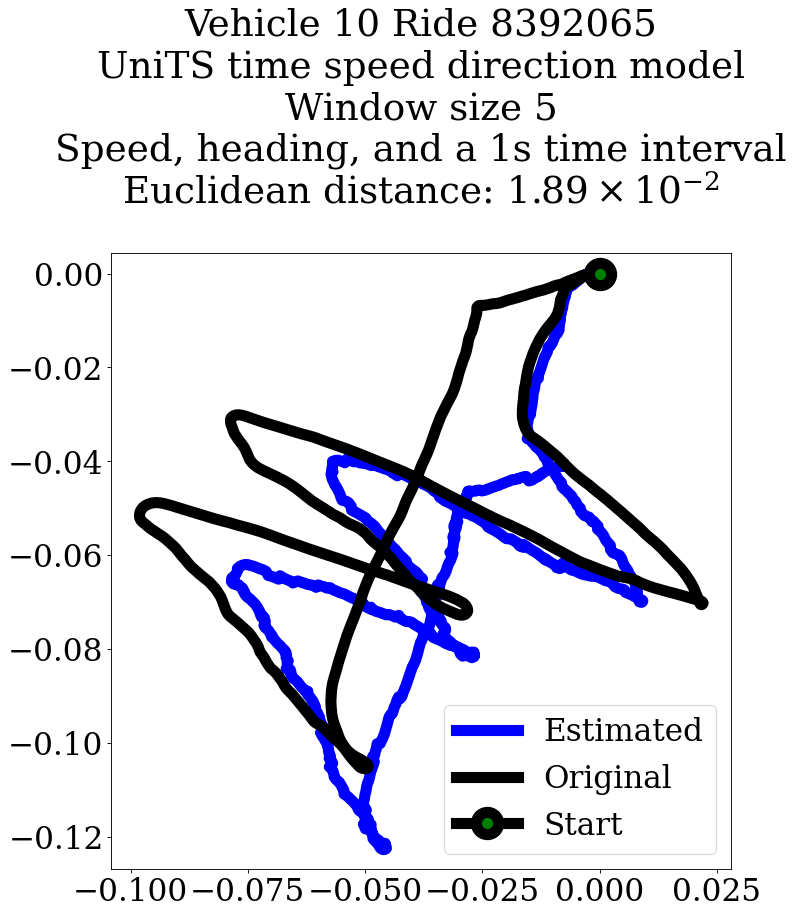 Vehicle 10 Ride 8392065
UniTS time speed direction model
Window size 5
Speed, heading, and a 1s time interval
Euclidean distance: 1.89 × 10⁻²
0.00
−0.02
−0.04
−0.06
−0.08
−0.10
−0.12
Estimated
Original
Start
−0.100 −0.075 −0.050 −0.025 0.000 0.025